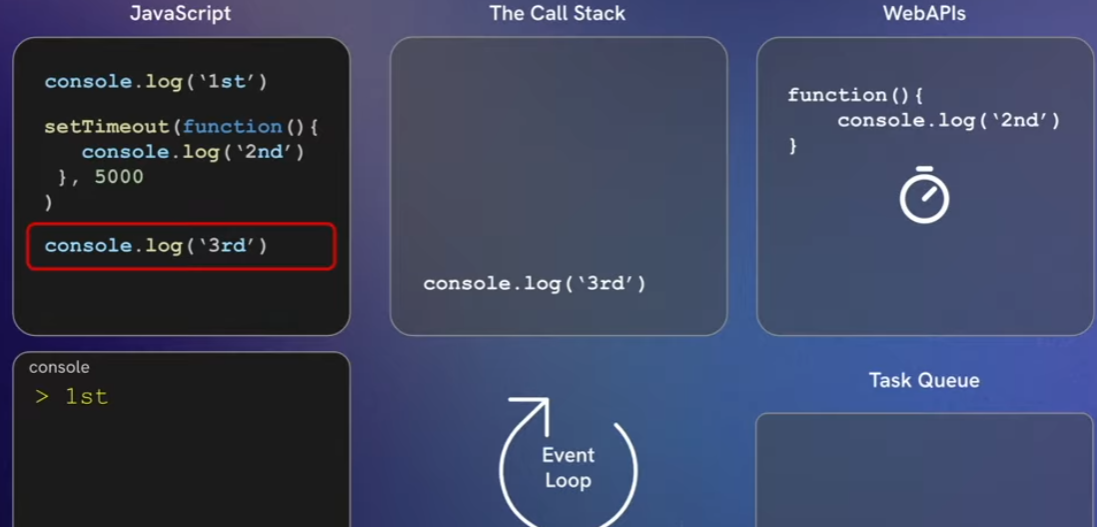 JavaScript
console.log(‘1st’)
setTimeout(function(){
console.log(‘2nd’)
}, 5000
)
console.log(‘3rd’)
The Call Stack
console.log(‘3rd’)
WebAPIs
function(){
console.log(‘2nd’)
}
console
> 1st
Event
Loop
Task Queue